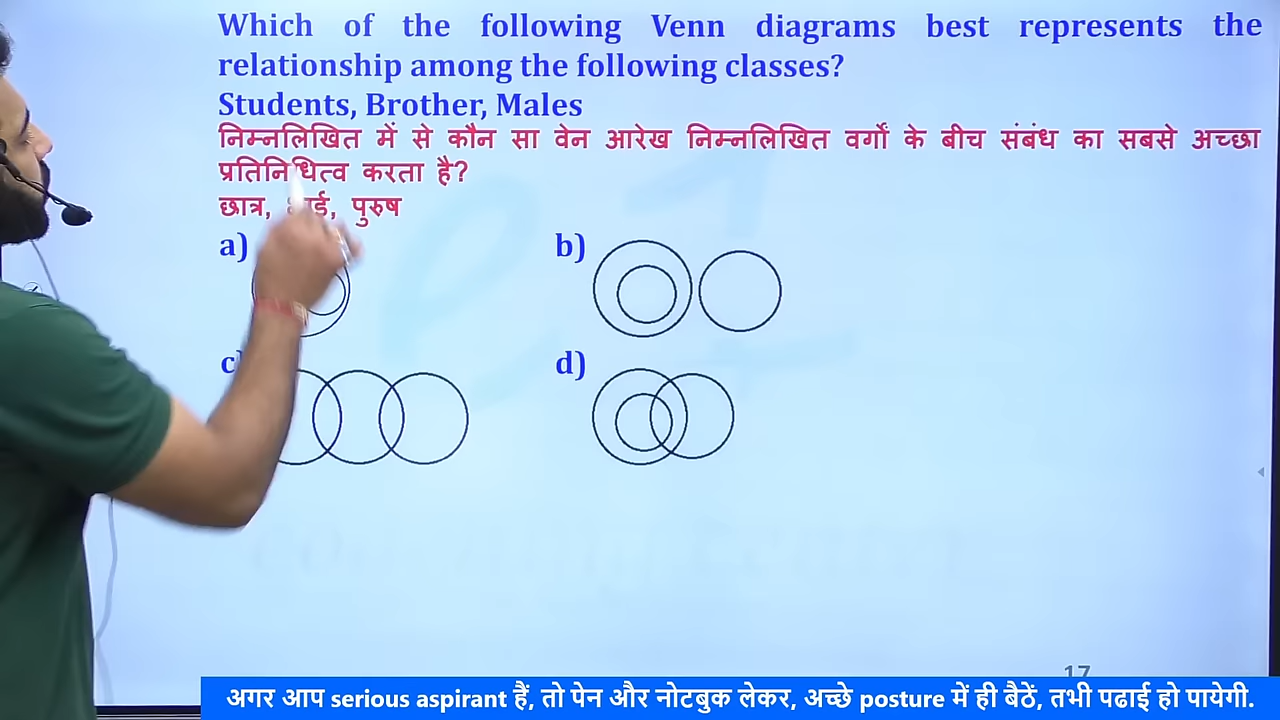 Which of the following Venn diagrams best represents the
relationship among the following classes?
Students, Brother, Males
निम्नलिखित में से कौन सा वेन आरेख निम्नलिखित वर्गों के बीच संबंध का सबसे अच्छा
प्रतिनिधित्व करता है?
छात्र, पुरुष
a) b)
c) d)
17
अगर आप serious aspirant हैं, तो पेन और नोटबुक लेकर, अच्छे posture में ही बैठें, तभी पढाई हो पायेगी.